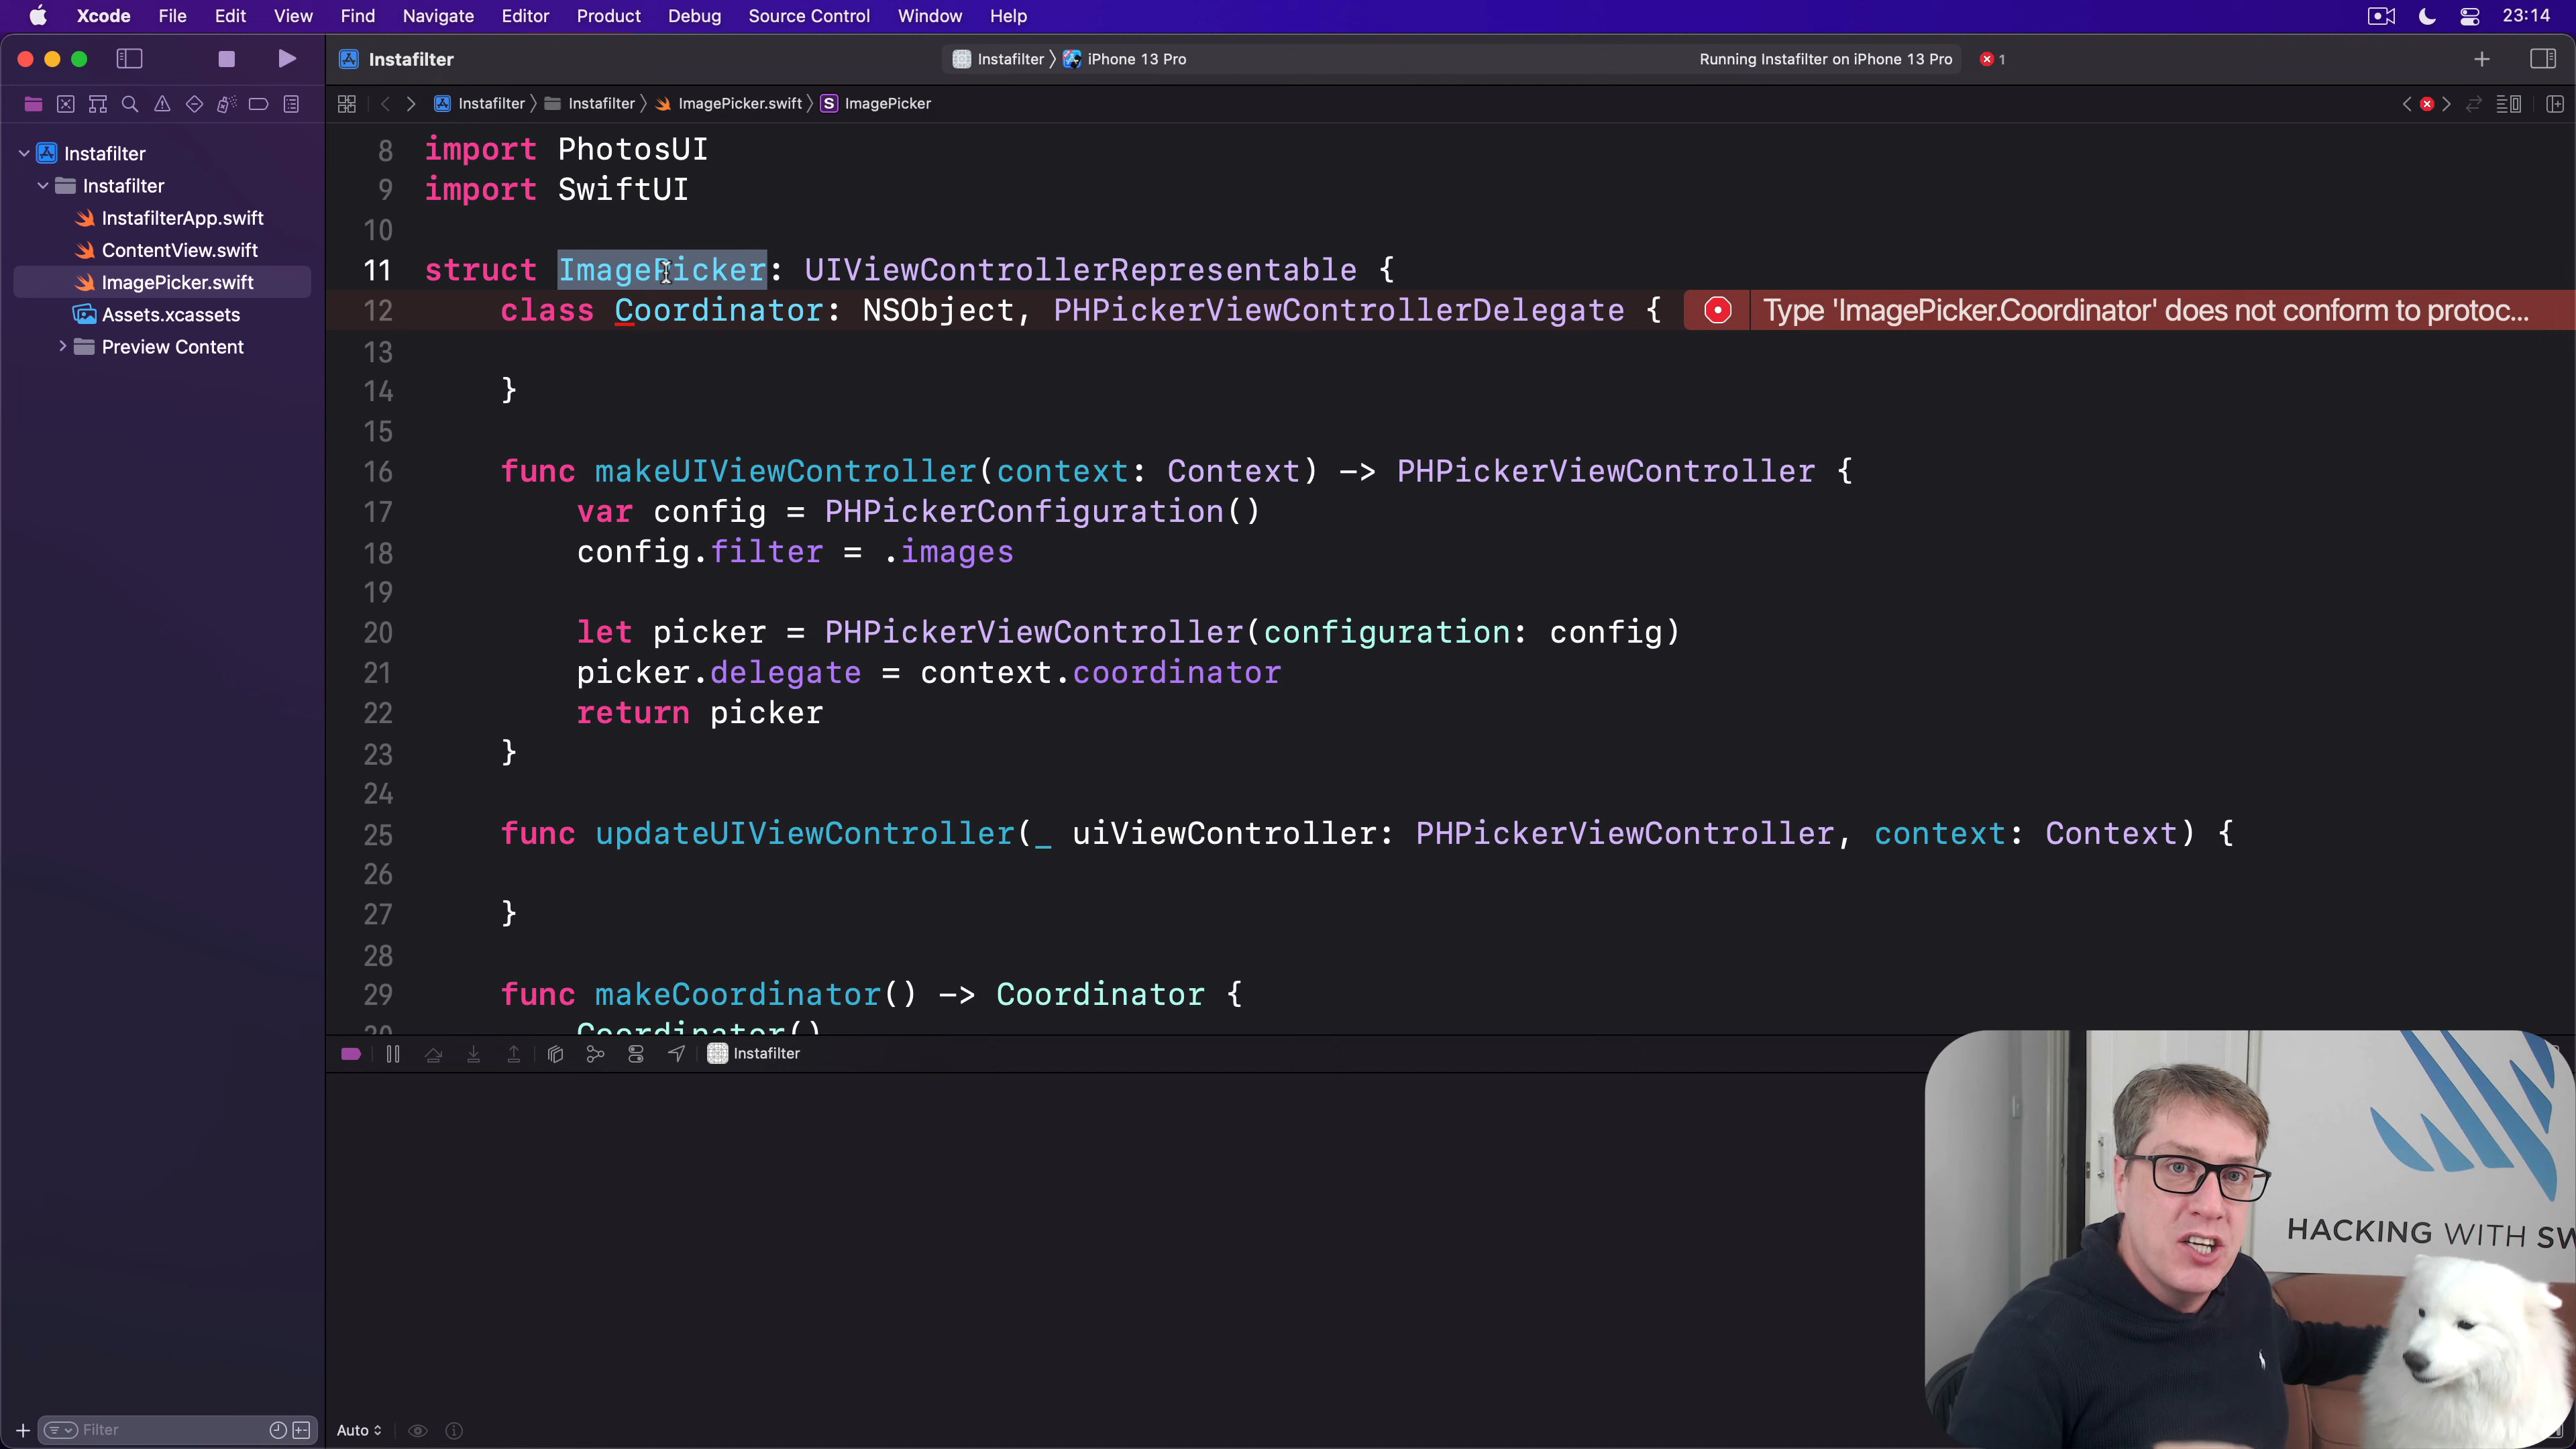 Xcode File Edit View Find Navigate Editor Product Debug Source Control Window Help 23:14
Instafilter Instafilter iPhone 13 Pro Running Instafilter on iPhone 13 Pro 1
Instafilter Instafilter ImagePicker.swift S ImagePicker
Instafilter
Instafilter
InstafilterApp.swift
ContentView.swift
ImagePicker.swift
Assets.xcassets
Preview Content
8 import PhotosUI
9 import SwiftUI
10
11 struct ImagePicker: UIViewControllerRepresentable {
12 class Coordinator: NSObject, PHPickerViewControllerDelegate { Type 'ImagePicker.Coordinator' does not conform to protoc...
13
14 }
15
16 func makeUIViewController(context: Context) -> PHPickerViewController {
17 var config = PHPickerConfiguration()
18 config.filter = .images
19
20 let picker = PHPickerViewController(configuration: config)
21 picker.delegate = context.coordinator
22 return picker
23 }
24
25 func updateUIViewController(_ uiViewController: PHPickerViewController, context: Context) {
26
27 }
28
29 func makeCoordinator() -> Coordinator {
Coordinator()
Instafilter
HACKING WITH SW
Filter
Auto